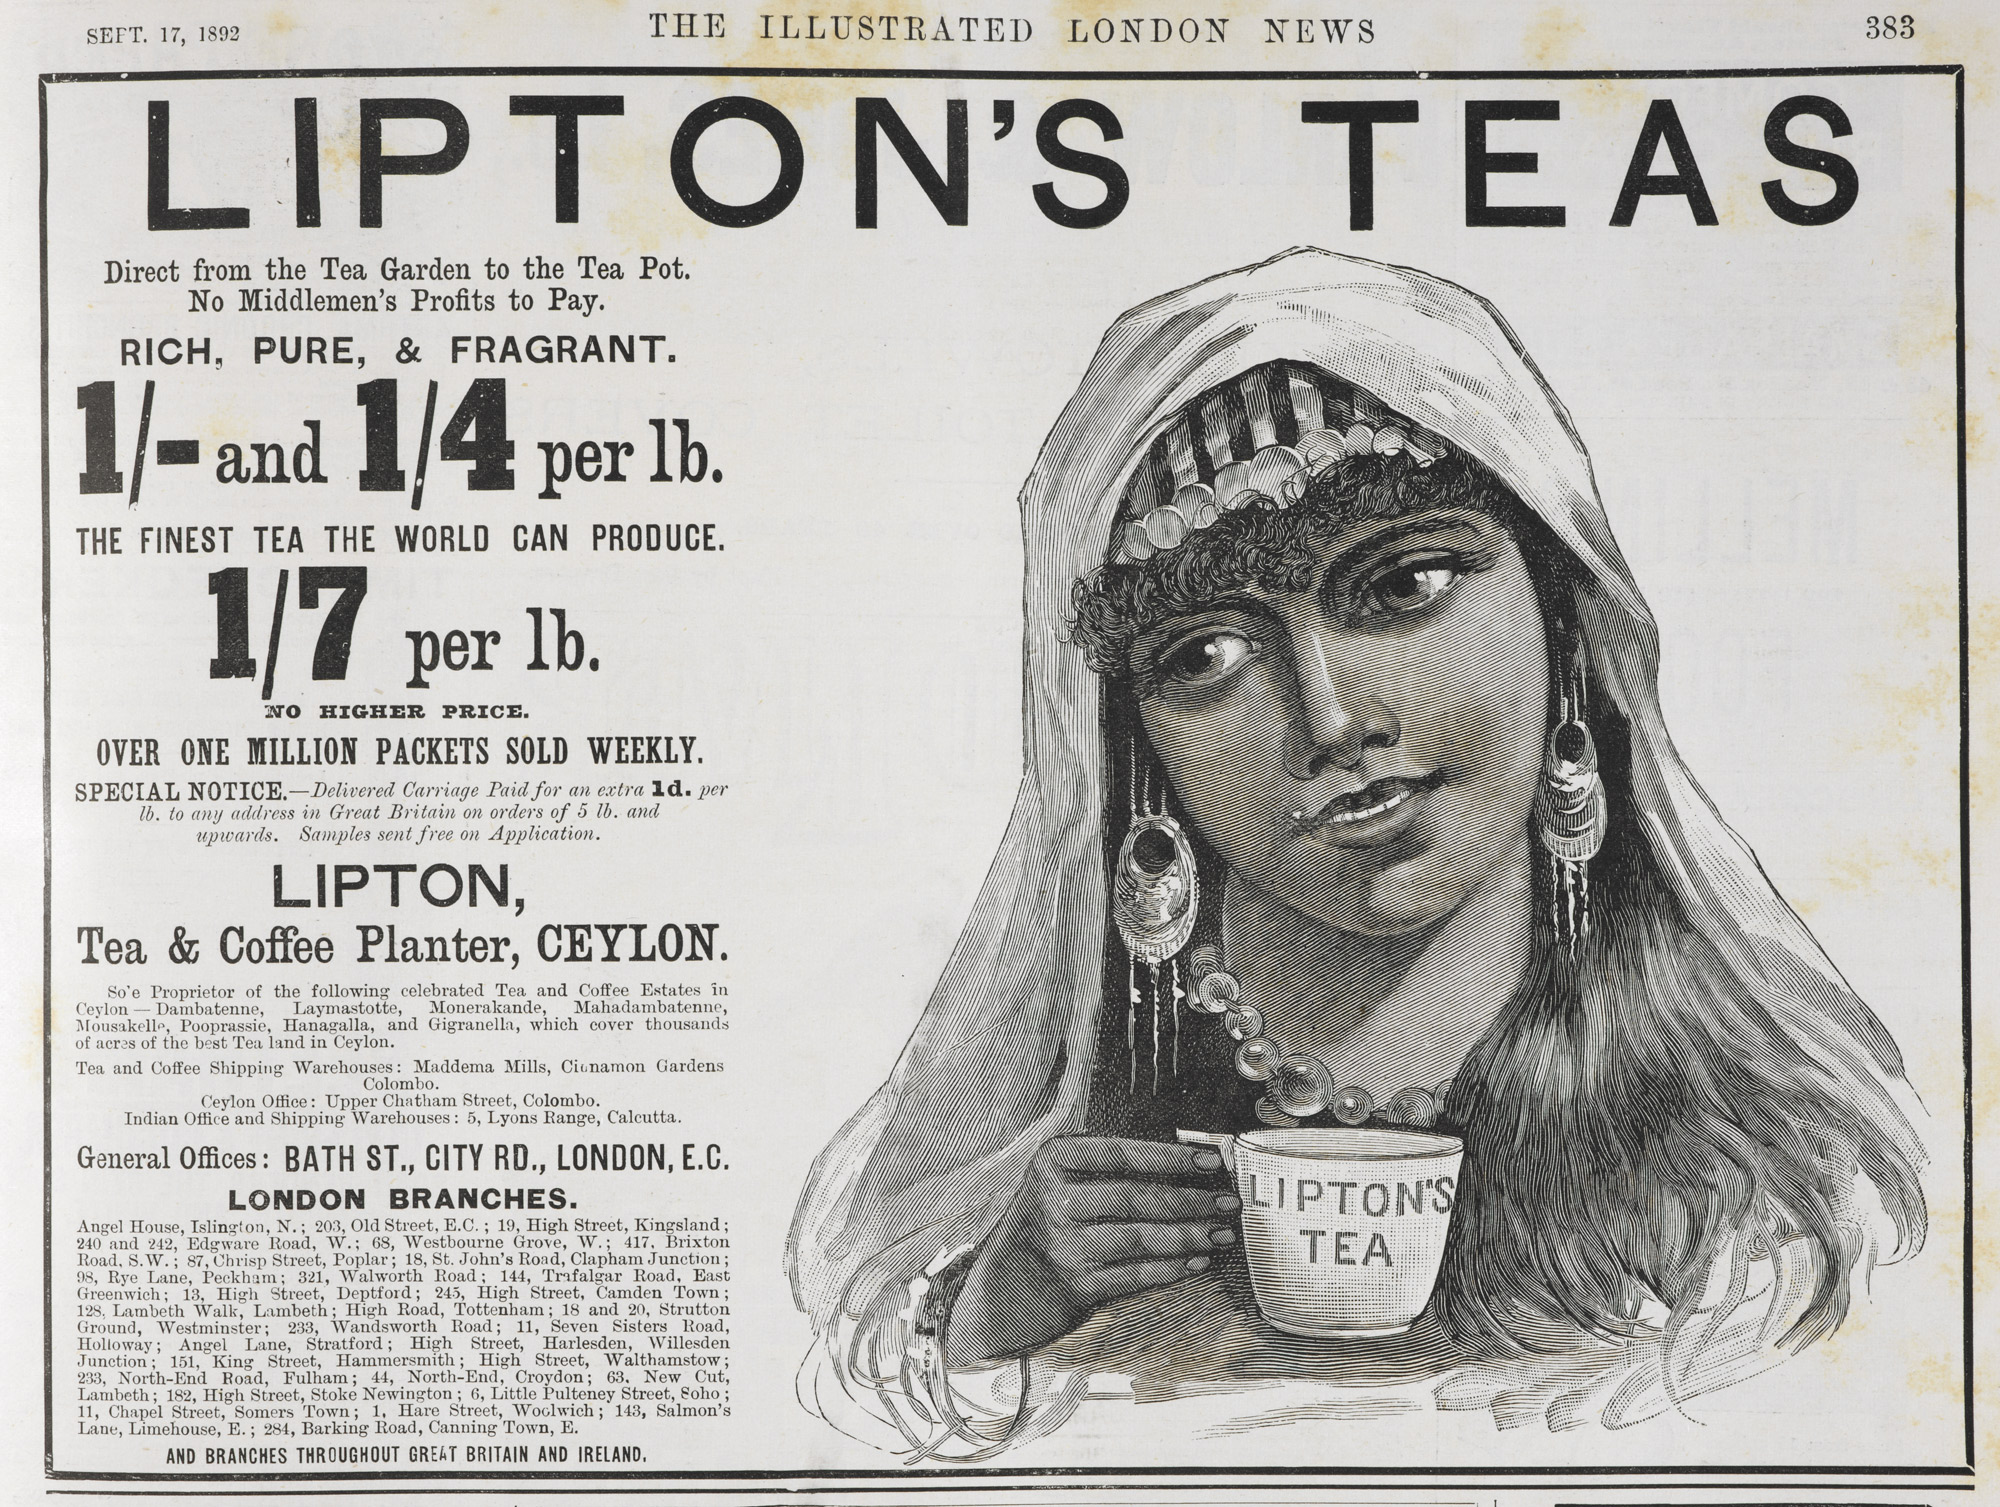 SEPT. 17, 1892
THE ILLUSTRATED LONDON NEWS
383
LIPTON'S TEAS
Direct from the Tea Garden to the Tea Pot.
No Middlemen's Profits to Pay.
RICH, PURE, & FRAGRANT.
1/- and 1/4 per lb.
THE FINEST TEA THE WORLD CAN PRODUCE.
1/7 per lb.
NO HIGHER PRICE.
OVER ONE MILLION PACKETS SOLD WEEKLY.
SPECIAL NOTICE.—Delivered Carriage Paid for an extra 1d. per
lb. to any address in Great Britain on orders of 5 lb. and
upwards. Samples sent free on Application.
LIPTON,
Tea & Coffee Planter, CEYLON.
So'e Proprietor of the following celebrated Tea and Coffee Estates in
Ceylon — Dambatenne, Laymastotte, Monerakande, Mahadambatenne,
Mousakelle, Pooprassie, Hanagalla, and Gigranella, which cover thousands
of acres of the best Tea land in Ceylon.
Tea and Coffee Shipping Warehouses: Maddema Mills, Cinnamon Gardens
Colombo.
Ceylon Office: Upper Chatham Street, Colombo.
Indian Office and Shipping Warehouses: 5, Lyons Range, Calcutta.
General Offices: BATH ST., CITY RD., LONDON, E.C.
LONDON BRANCHES.
Angel House, Islington, N.; 203, Old Street, E.C.; 19, High Street, Kingsland;
240 and 242, Edgware Road, W.; 68, Westbourne Grove, W.; 417, Brixton
Road, S.W.; 87, Chrisp Street, Poplar; 18, St. John's Road, Clapham Junction;
98, Rye Lane, Peckham; 321, Walworth Road; 144, Trafalgar Road, East
Greenwich; 13, High Street, Deptford; 245, High Street, Camden Town;
128, Lambeth Walk, Lambeth; High Road, Tottenham; 18 and 20, Strutton
Ground, Westminster; 233, Wandsworth Road; 11, Seven Sisters Road,
Holloway; Angel Lane, Stratford; High Street, Harlesden, Willesden
Junction; 151, King Street, Hammersmith; High Street, Walthamstow;
233, North-End Road, Fulham; 44, North-End, Croydon; 63, New Cut,
Lambeth; 182, High Street, Stoke Newington; 6, Little Pulteney Street, Soho;
11, Chapel Street, Somers Town; 1, Hare Street, Woolwich; 143, Salmon's
Lane, Limehouse, E.; 284, Barking Road, Canning Town, E.
AND BRANCHES THROUGHOUT GREAT BRITAIN AND IRELAND.
LIPTON'S
TEA